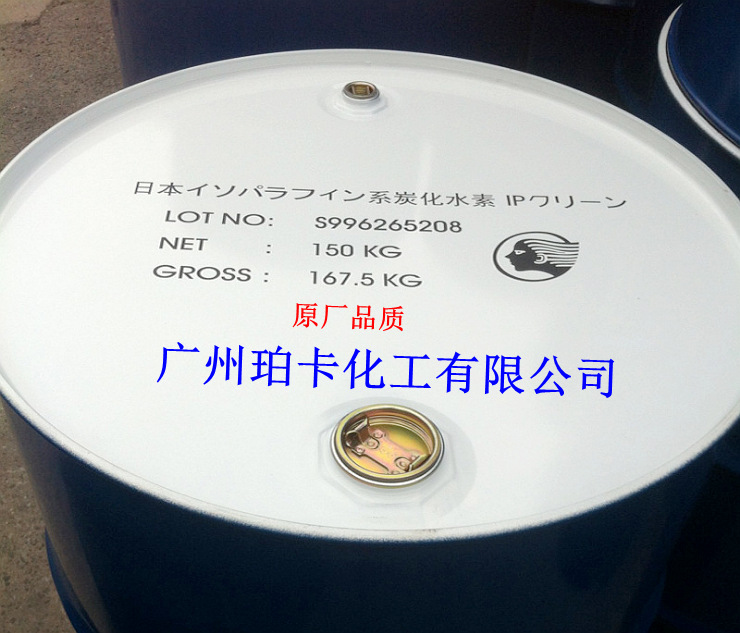 日本イソパラフィン系炭化水素 IPクリーン
LOT NO: S996265208
NET : 150 KG
GROSS : 167.5 KG
原厂品质
广州珀卡化工有限公司